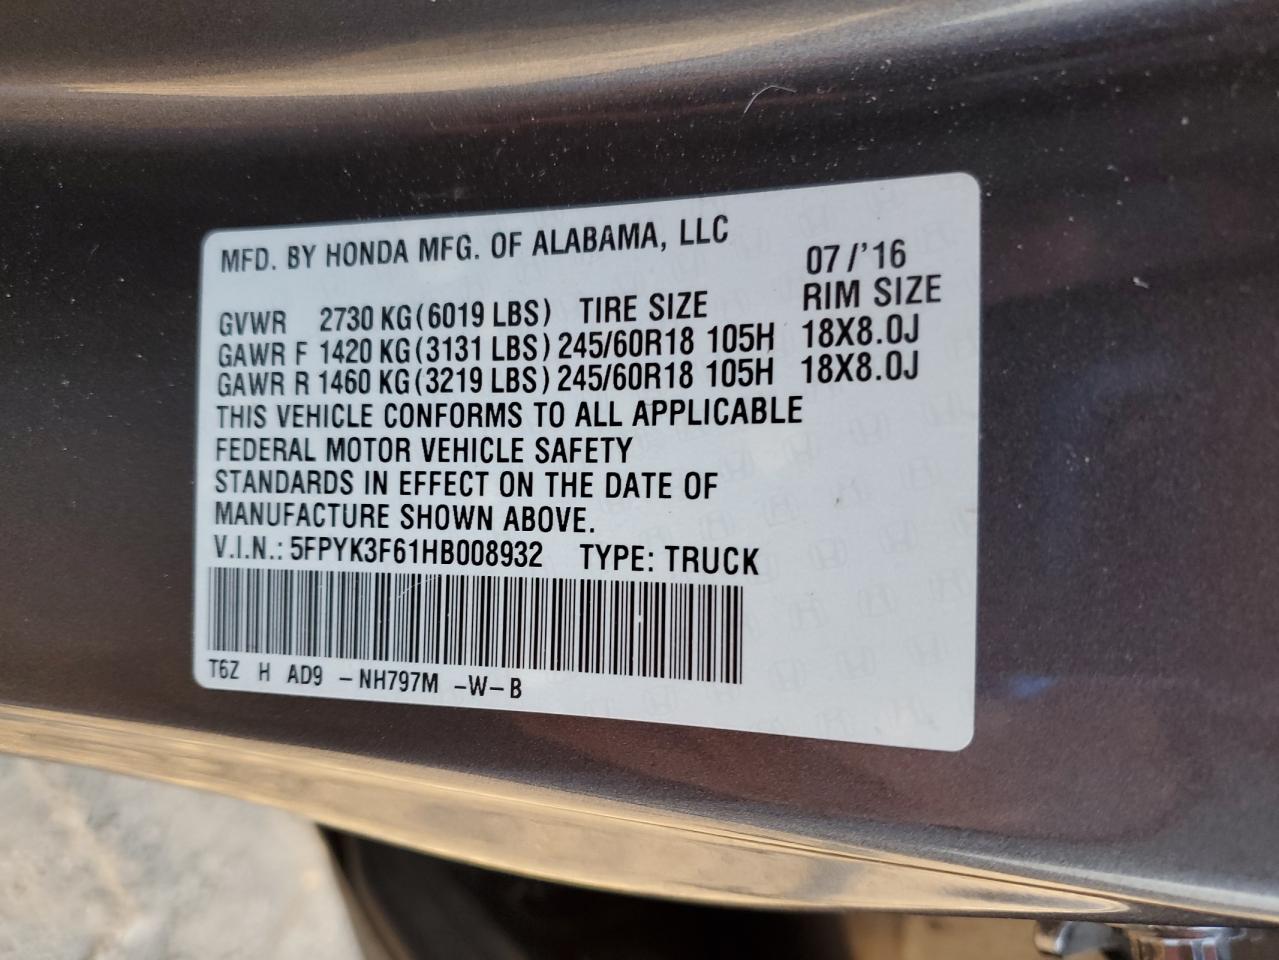 MFD. BY HONDA MFG. OF ALABAMA, LLC 07/'16
GVWR 2730 KG(6019 LBS) TIRE SIZE RIM SIZE
GAWR F 1420 KG(3131 LBS) 245/60R18 105H 18X8.0J
GAWR R 1460 KG(3219 LBS) 245/60R18 105H 18X8.0J
THIS VEHICLE CONFORMS TO ALL APPLICABLE
FEDERAL MOTOR VEHICLE SAFETY
STANDARDS IN EFFECT ON THE DATE OF
MANUFACTURE SHOWN ABOVE.
V.I.N.: 5FPYK3F61HB008932 TYPE: TRUCK
T6Z H AD9 -NH797M -W-B